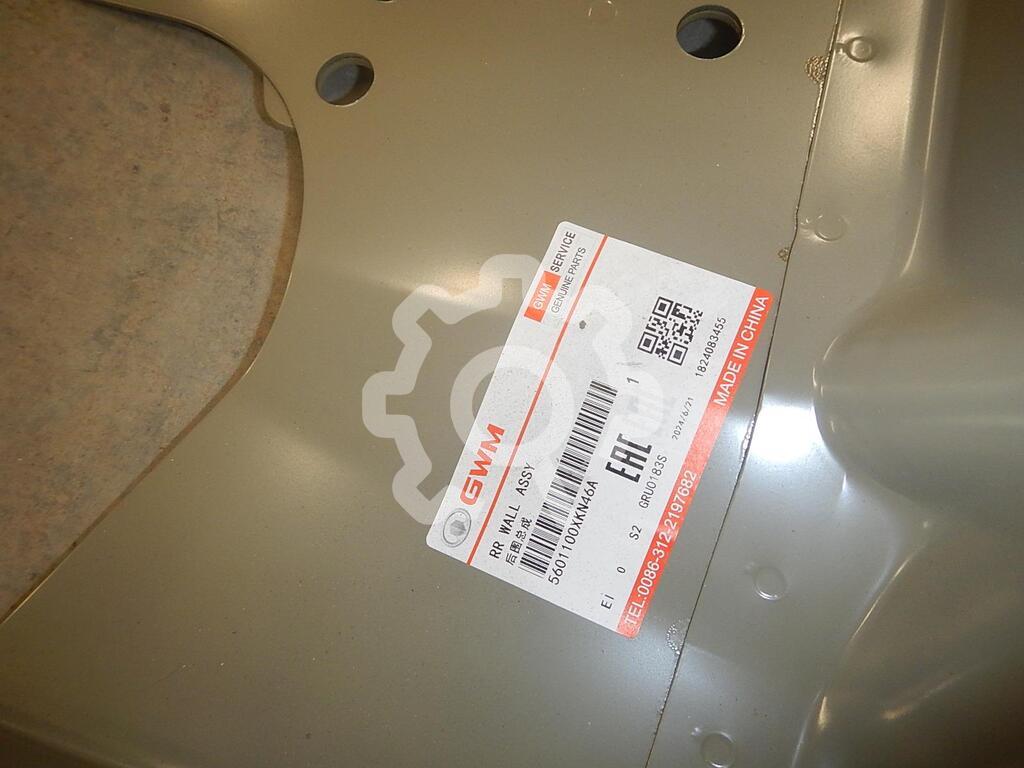 GWM SERVICE
GENUINE PARTS
GWM
RR WALL ASSY
后围总成
5601100XKN46A
EAC 1
EI 0 S2 GRU0183S 2024/6/21 1824083455
TEL:0086-312-2197682 MADE IN CHINA